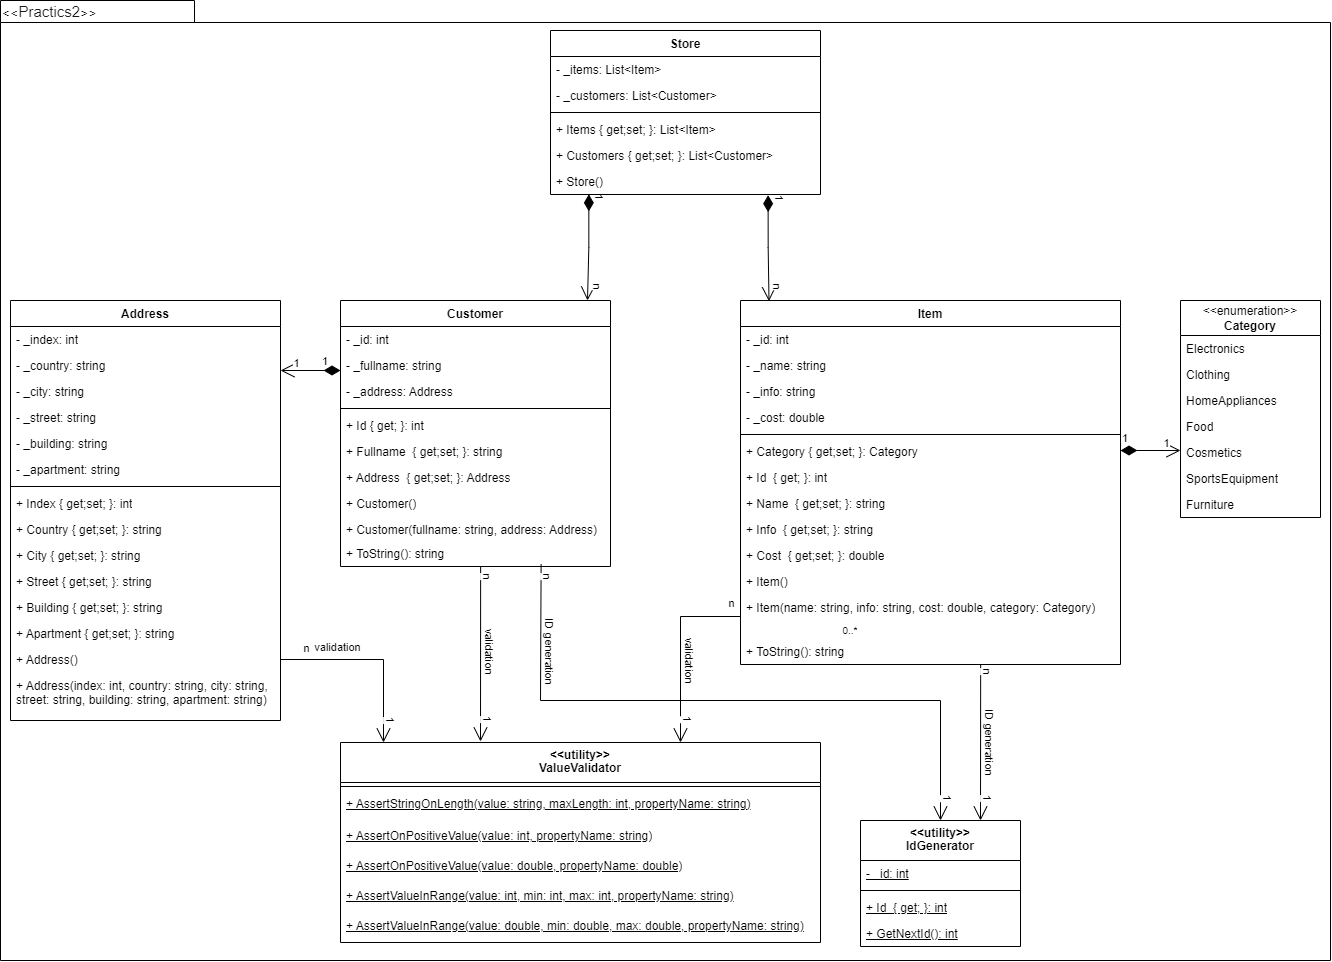 <<Practics2>>
Store
- _items: List<Item>
- _customers: List<Customer>
+ Items { get;set; }: List<Item>
+ Customers { get;set; }: List<Customer>
+ Store()
1
1
n
n
Address
- _index: int
- _country: string
- _city: string
- _street: string
- _building: string
- _apartment: string
+ Index { get;set; }: int
+ Country { get;set; }: string
+ City { get;set; }: string
+ Street { get;set; }: string
+ Building { get;set; }: string
+ Apartment { get;set; }: string
+ Address()
+ Address(index: int, country: string, city: string,
street: string, building: string, apartment: string)
1
1
Customer
- _id: int
- _fullname: string
- _address: Address
+ Id { get; }: int
+ Fullname  { get;set; }: string
+ Address  { get;set; }: Address
+ Customer()
+ Customer(fullname: string, address: Address)
+ ToString(): string
Item
- _id: int
- _name: string
- _info: string
- _cost: double
+ Category { get;set; }: Category
+ Id  { get; }: int
+ Name  { get;set; }: string
+ Info  { get;set; }: string
+ Cost  { get;set; }: double
+ Item()
+ Item(name: string, info: string, cost: double, category: Category)
0..*
+ ToString(): string
1
1
<<enumeration>>
Category
Electronics
Clothing
HomeAppliances
Food
Cosmetics
SportsEquipment
Furniture
n validation
1
n
validation
1
n
ID generation
1
n
validation
1
n
ID generation
1
<<utility>>
ValueValidator
+ AssertStringOnLength(value: string, maxLength: int, propertyName: string)
+ AssertOnPositiveValue(value: int, propertyName: string)
+ AssertOnPositiveValue(value: double, propertyName: double)
+ AssertValueInRange(value: int, min: int, max: int, propertyName: string)
+ AssertValueInRange(value: double, min: double, max: double, propertyName: string)
<<utility>>
IdGenerator
- _id: int
+ Id  { get; }: int
+ GetNextId(): int